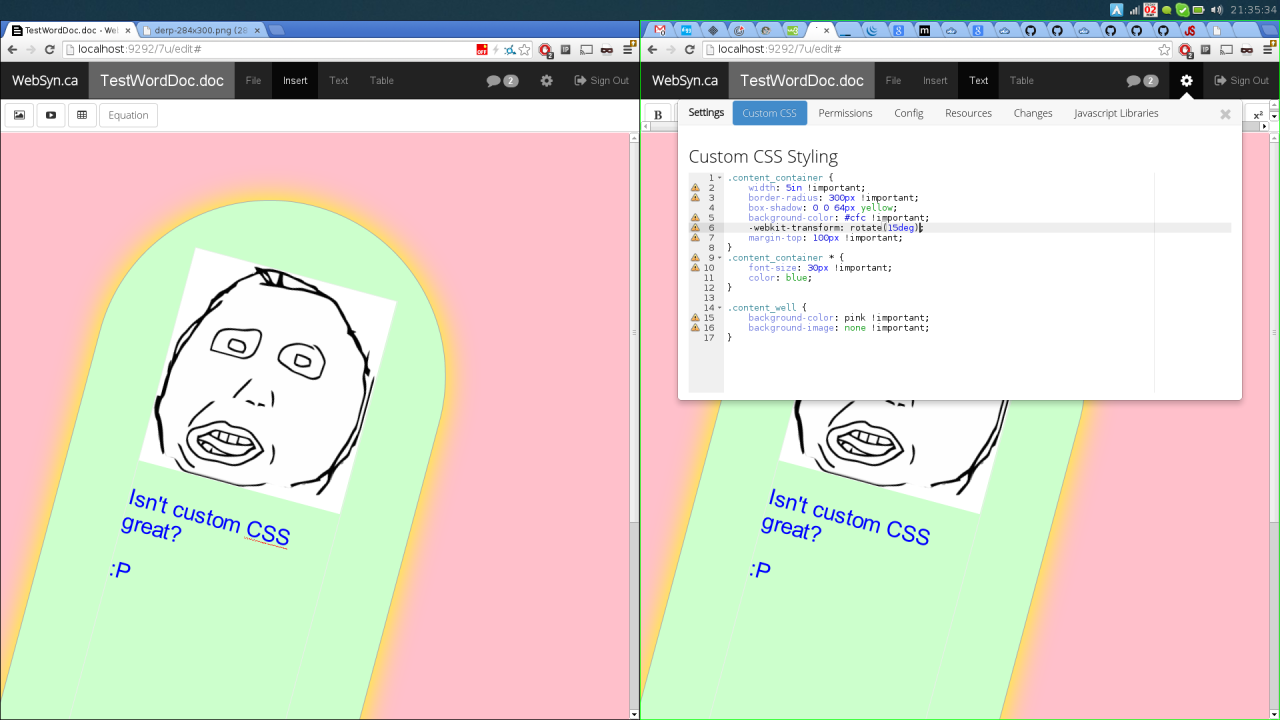 21:35:34
02
TestWordDoc.doc - We
derp-284x300.png (28
localhost:9292/7u/edit#
localhost:9292/7u/edit#
WebSyn.ca
TestWordDoc.doc
File
Insert
Text
Table
2
Sign Out
Equation
Isn't custom CSS
great?
:P
WebSyn.ca
TestWordDoc.doc
File
Insert
Text
Table
2
Sign Out
B
x²
Settings
Custom CSS
Permissions
Config
Resources
Changes
Javascript Libraries
Custom CSS Styling
1 .content_container {
2 width: 5in !important;
3 border-radius: 300px !important;
4 box-shadow: 0 0 64px yellow;
5 background-color: #cfc !important;
6 -webkit-transform: rotate(15deg);
7 margin-top: 100px !important;
8 }
9 .content_container * {
10 font-size: 30px !important;
11 color: blue;
12 }
13
14 .content_well {
15 background-color: pink !important;
16 background-image: none !important;
17 }
Isn't custom CSS
great?
:P